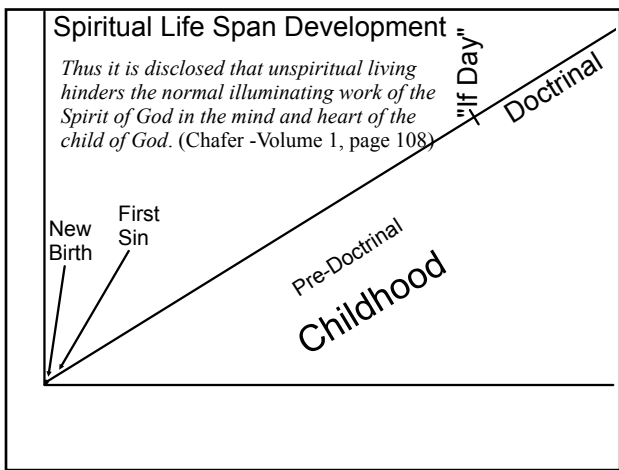 Spiritual Life Span Development
Thus it is disclosed that unspiritual living
hinders the normal illuminating work of the
Spirit of God in the mind and heart of the
child of God. (Chafer -Volume 1, page 108)
"If Day"
Doctrinal
First
Sin
New
Birth
Pre-Doctrinal
Childhood